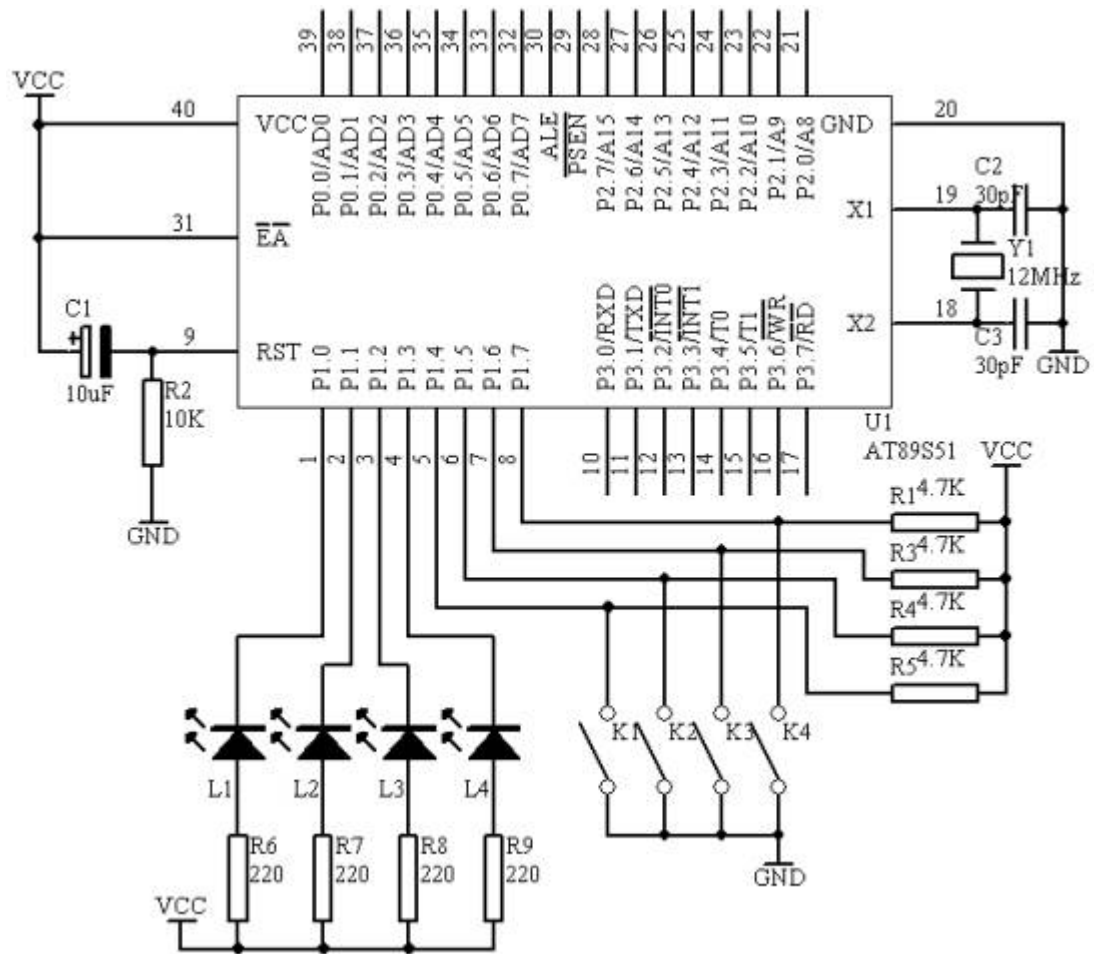 39 38 37 36 35 34 33 32 30 29 28 27 26 25 24 23 22 21
VCC
40
VCC
P0.0/AD0
P0.1/AD1
P0.2/AD2
P0.3/AD3
P0.4/AD4
P0.5/AD5
P0.6/AD6
P0.7/AD7
ALE
PSEN
P2.7/A15
P2.6/A14
P2.5/A13
P2.4/A12
P2.3/A11
P2.2/A10
P2.1/A9
P2.0/A8
GND
20
C2
30pF
19
X1
31
EA
Y1
12MHz
C1
10uF
9
RST
X2
18
C3
30pF
GND
P1.0
P1.1
P1.2
P1.3
P1.4
P1.5
P1.6
P1.7
P3.0/RXD
P3.1/TXD
P3.2/INT0
P3.3/INT1
P3.4/T0
P3.5/T1
P3.6/WR
P3.7/RD
R2
10K
GND
U1
AT89S51
1 2 3 4 5 6 7 8 10 11 12 13 14 15 16 17
VCC
R1 4.7K
R3 4.7K
R4 4.7K
R5 4.7K
K1 K2 K3 K4
L1 L2 L3 L4
R6
220
R7
220
R8
220
R9
220
VCC
GND